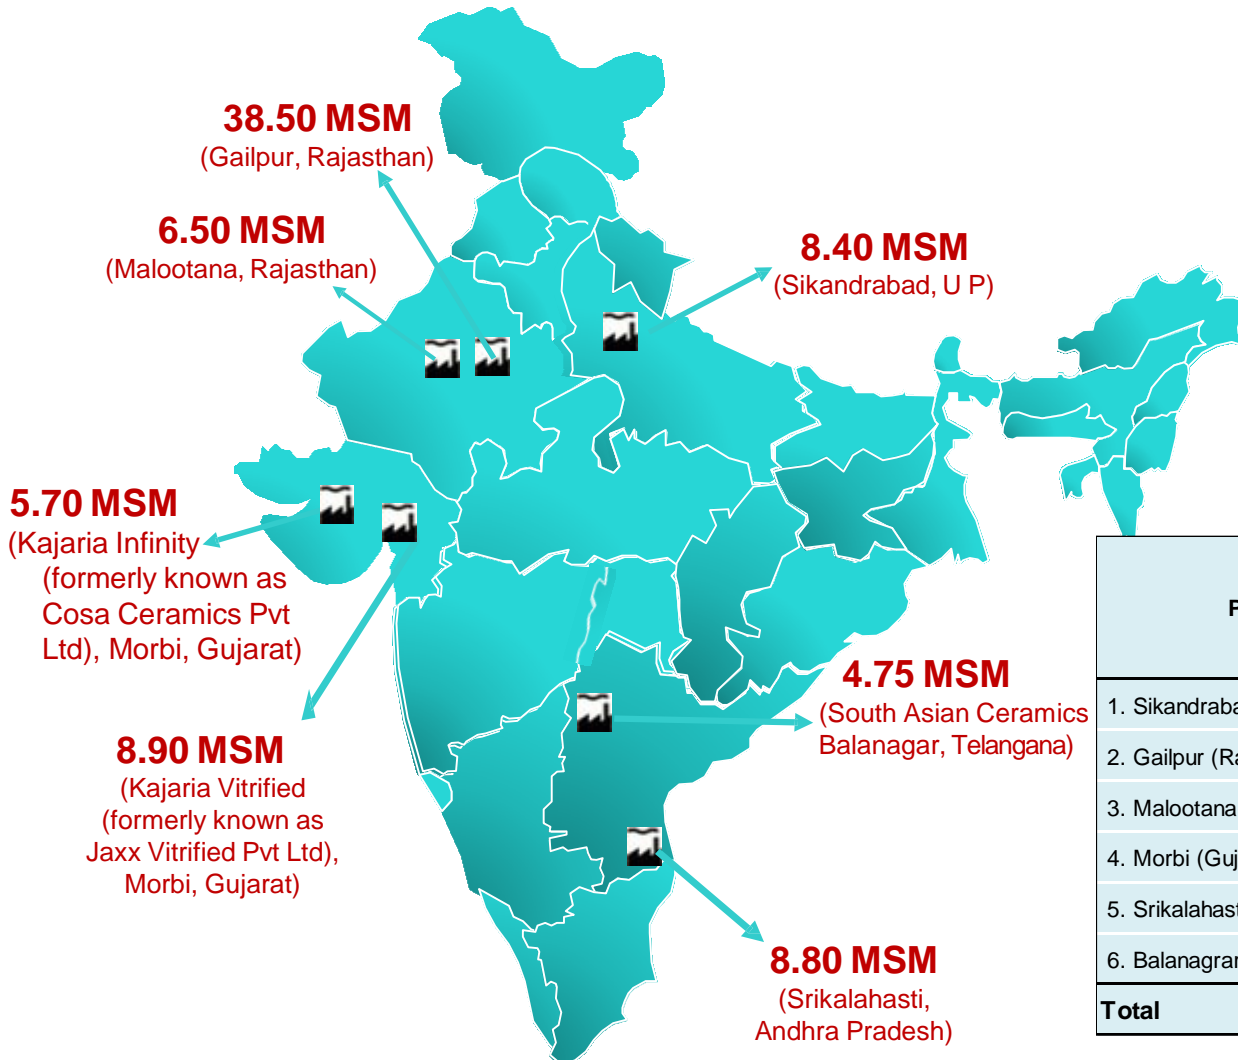 38.50 MSM
(Gailpur, Rajasthan)
6.50 MSM
(Malootana, Rajasthan)
8.40 MSM
(Sikandrabad, U P)
5.70 MSM
(Kajaria Infinity
(formerly known as
Cosa Ceramics Pvt
Ltd), Morbi, Gujarat)
8.90 MSM
(Kajaria Vitrified
(formerly known as
Jaxx Vitrified Pvt Ltd),
Morbi, Gujarat)
4.75 MSM
(South Asian Ceramics
Balanagar, Telangana)
8.80 MSM
(Srikalahasti,
Andhra Pradesh)
P
1. Sikandraba
2. Gailpur (Ra
3. Malootana
4. Morbi (Guj
5. Srikalahast
6. Balanagran
Total